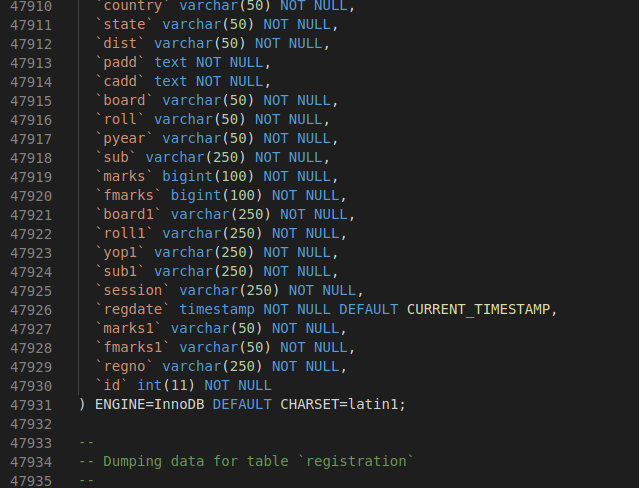 47910 `country` varchar(50) NOT NULL,
47911 `state` varchar(50) NOT NULL,
47912 `dist` varchar(50) NOT NULL,
47913 `padd` text NOT NULL,
47914 `cadd` text NOT NULL,
47915 `board` varchar(50) NOT NULL,
47916 `roll` varchar(50) NOT NULL,
47917 `pyear` varchar(50) NOT NULL,
47918 `sub` varchar(250) NOT NULL,
47919 `marks` bigint(100) NOT NULL,
47920 `fmarks` bigint(100) NOT NULL,
47921 `board1` varchar(250) NOT NULL,
47922 `roll1` varchar(250) NOT NULL,
47923 `yop1` varchar(250) NOT NULL,
47924 `sub1` varchar(250) NOT NULL,
47925 `session` varchar(250) NOT NULL,
47926 `regdate` timestamp NOT NULL DEFAULT CURRENT_TIMESTAMP,
47927 `marks1` varchar(50) NOT NULL,
47928 `fmarks1` varchar(50) NOT NULL,
47929 `regno` varchar(250) NOT NULL,
47930 `id` int(11) NOT NULL
47931 ) ENGINE=InnoDB DEFAULT CHARSET=latin1;
47932
47933 --
47934 -- Dumping data for table `registration`
47935 --